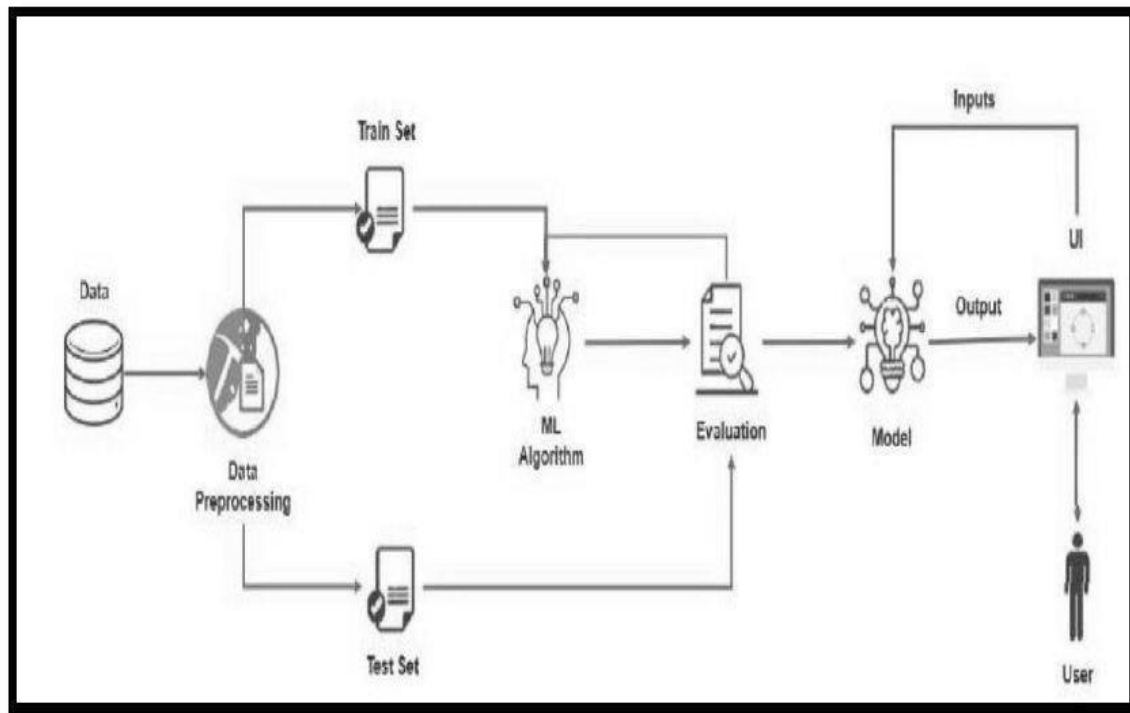 Data
Data
Preprocessing
Train Set
Test Set
ML
Algorithm
Evaluation
Model
Inputs
Output
UI
User